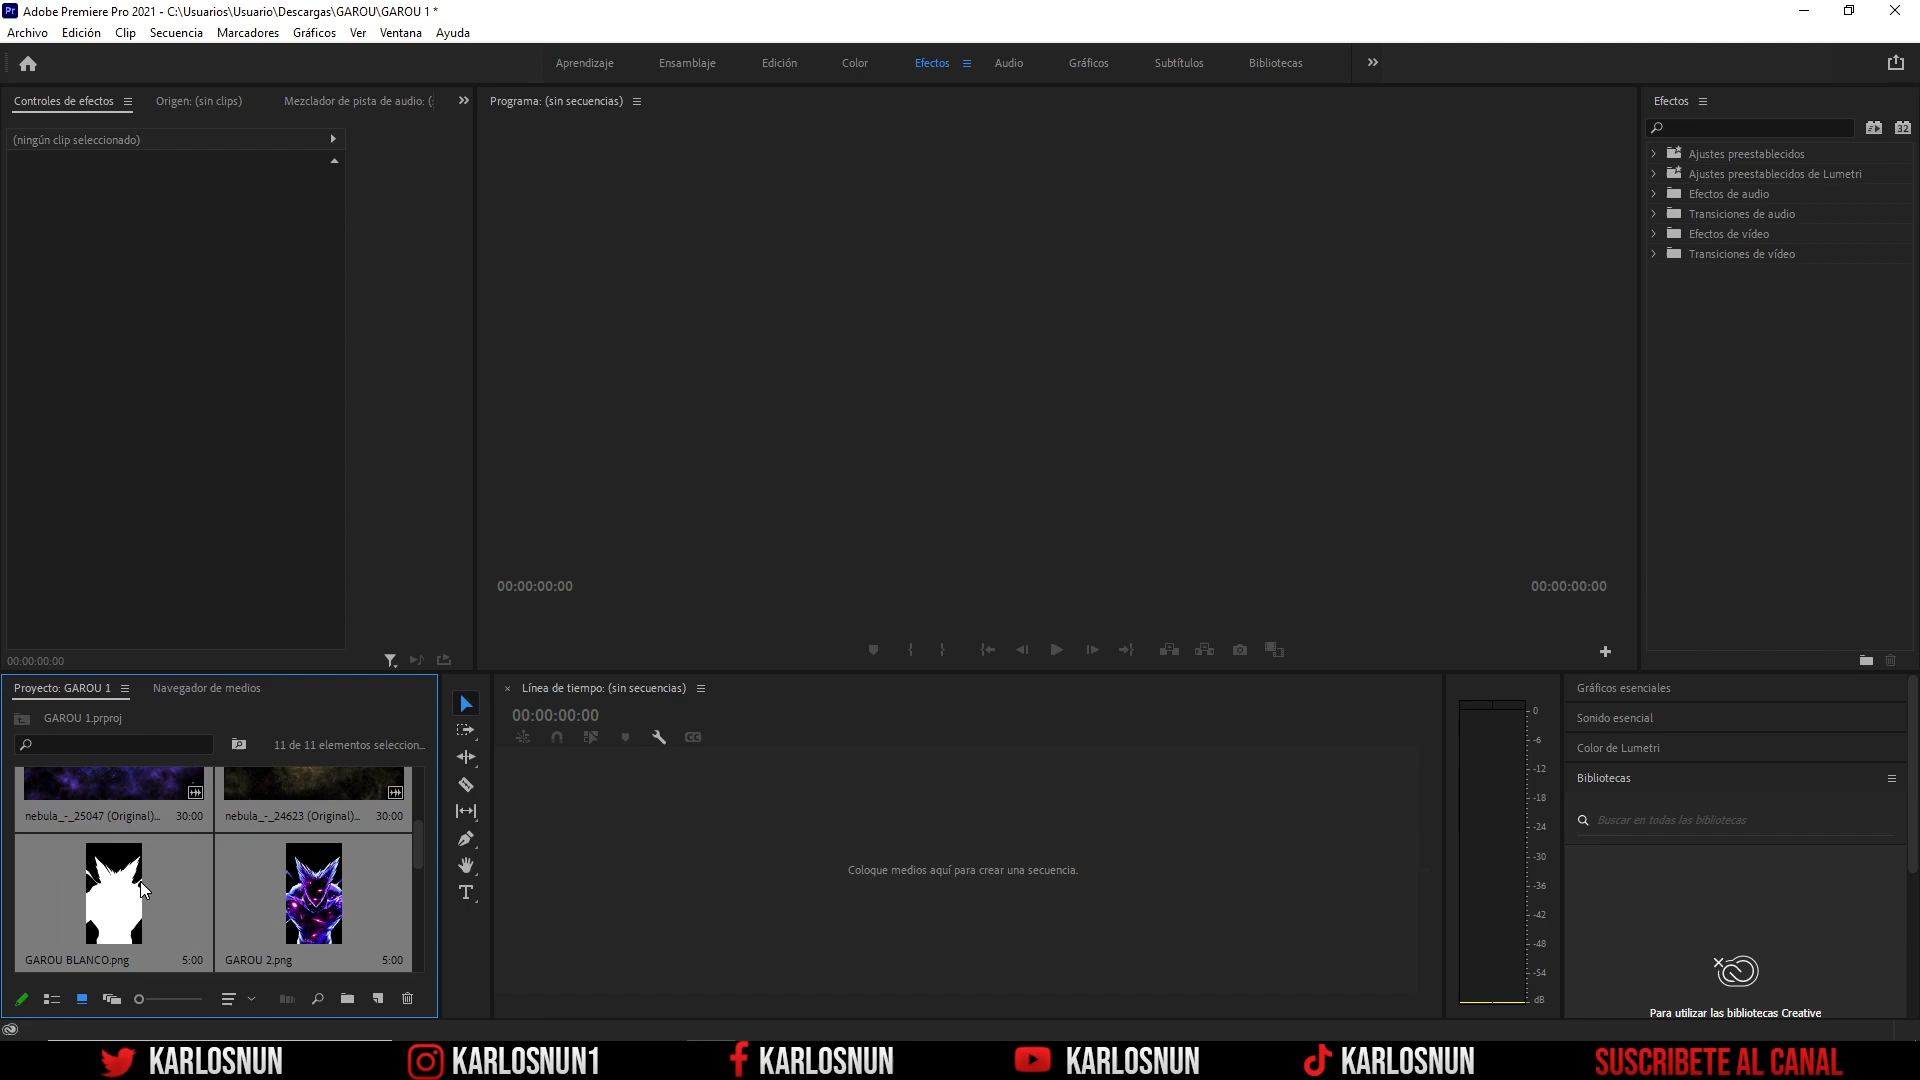 Pr Adobe Premiere Pro 2021 - C:\Usuarios\Usuario\Descargas\GAROU\GAROU 1 *
Archivo Edición Clip Secuencia Marcadores Gráficos Ver Ventana Ayuda
Aprendizaje Ensamblaje Edición Color Efectos Audio Gráficos Subtítulos Bibliotecas
Controles de efectos Origen: (sin clips) Mezclador de pista de audio: (
Programa: (sin secuencias)
Efectos
32
(ningún clip seleccionado)
Ajustes preestablecidos
Ajustes preestablecidos de Lumetri
Efectos de audio
Transiciones de audio
Efectos de vídeo
Transiciones de vídeo
00:00:00:00 00:00:00:00
00:00:00:00
Proyecto: GAROU 1 Navegador de medios
GAROU 1.prproj
11 de 11 elementos seleccion...
nebula_-_25047 (Original)... 30:00
nebula_-_24623 (Original)... 30:00
GAROU BLANCO.png 5:00
GAROU 2.png 5:00
Línea de tiempo: (sin secuencias)
00:00:00:00
CC
Coloque medios aquí para crear una secuencia.
0
-6
-12
-18
-24
-30
-36
-42
-48
-54
dB
Gráficos esenciales
Sonido esencial
Color de Lumetri
Bibliotecas
Buscar en todas las bibliotecas
Para utilizar las bibliotecas Creative
KARLOSNUN KARLOSNUN1 KARLOSNUN KARLOSNUN KARLOSNUN SUSCRIBETE AL CANAL